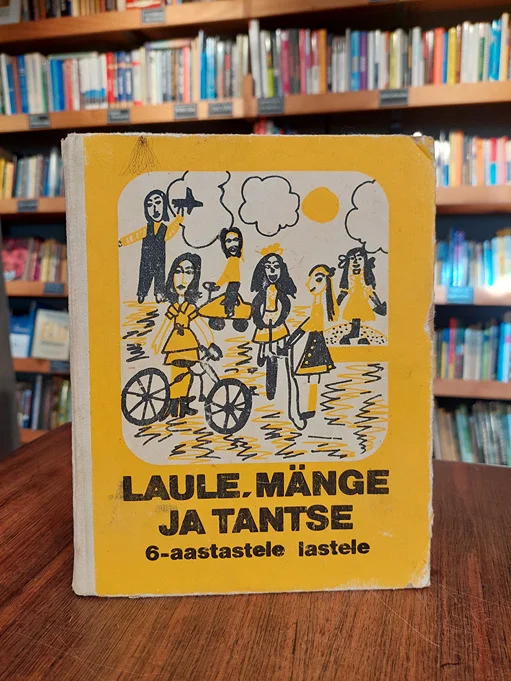 LAULE, MÄNGE
JA TANTSE
6-aastastele lastele